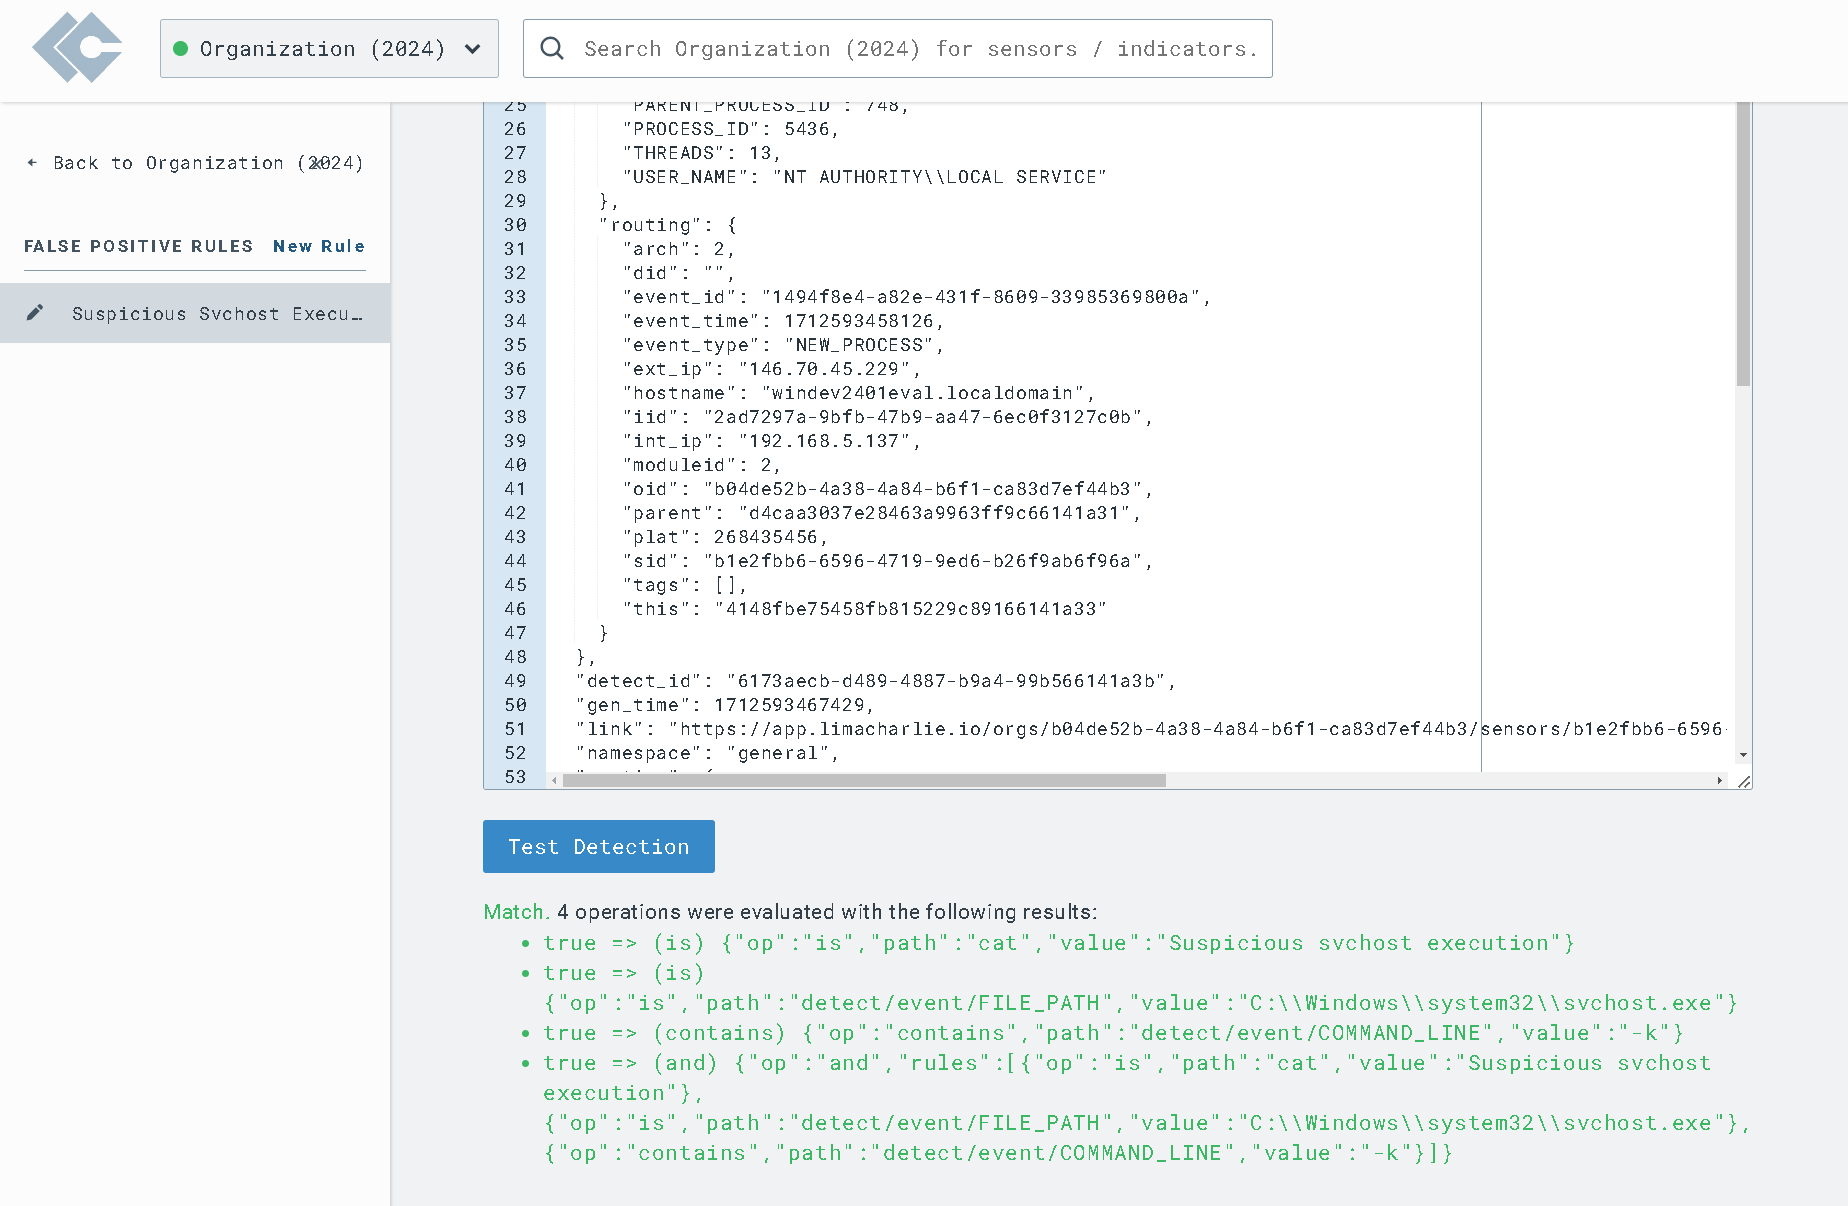 Organization (2024)
Search Organization (2024) for sensors / indicators.
Back to Organization (2024)
FALSE POSITIVE RULES New Rule
Suspicious Svchost Execu…
25 "PARENT_PROCESS_ID": 748,
26 "PROCESS_ID": 5436,
27 "THREADS": 13,
28 "USER_NAME": "NT AUTHORITY\\LOCAL SERVICE"
29 },
30 "routing": {
31 "arch": 2,
32 "did": "",
33 "event_id": "1494f8e4-a82e-431f-8609-33985369800a",
34 "event_time": 1712593458126,
35 "event_type": "NEW_PROCESS",
36 "ext_ip": "146.70.45.229",
37 "hostname": "windev2401eval.localdomain",
38 "iid": "2ad7297a-9bfb-47b9-aa47-6ec0f3127c0b",
39 "int_ip": "192.168.5.137",
40 "moduleid": 2,
41 "oid": "b04de52b-4a38-4a84-b6f1-ca83d7ef44b3",
42 "parent": "d4caa3037e28463a9963ff9c66141a31",
43 "plat": 268435456,
44 "sid": "b1e2fbb6-6596-4719-9ed6-b26f9ab6f96a",
45 "tags": [],
46 "this": "4148fbe75458fb815229c89166141a33"
47 }
48 },
49 "detect_id": "6173aecb-d489-4887-b9a4-99b566141a3b",
50 "gen_time": 1712593467429,
51 "link": "https://app.limacharlie.io/orgs/b04de52b-4a38-4a84-b6f1-ca83d7ef44b3/sensors/b1e2fbb6-6596-
52 "namespace": "general",
53
Test Detection
Match. 4 operations were evaluated with the following results:
• true => (is) {"op":"is","path":"cat","value":"Suspicious svchost execution"}
• true => (is)
{"op":"is","path":"detect/event/FILE_PATH","value":"C:\\Windows\\system32\\svchost.exe"}
• true => (contains) {"op":"contains","path":"detect/event/COMMAND_LINE","value":"-k"}
• true => (and) {"op":"and","rules":[{"op":"is","path":"cat","value":"Suspicious svchost
execution"},
{"op":"is","path":"detect/event/FILE_PATH","value":"C:\\Windows\\system32\\svchost.exe"},
{"op":"contains","path":"detect/event/COMMAND_LINE","value":"-k"}]}